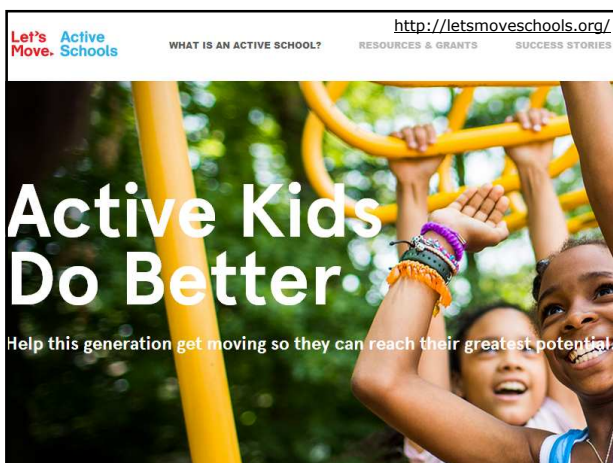 http://letsmoveschools.org/
Let's Active
Move. Schools
WHAT IS AN ACTIVE SCHOOL? RESOURCES & GRANTS SUCCESS STORIES
Active Kids
Do Better
Help this generation get moving so they can reach their greatest potential.